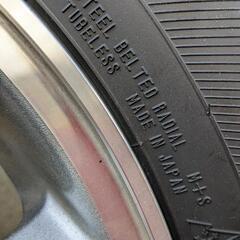 STEEL BELTED RADIAL M+S
TUBELESS MADE IN JAPAN